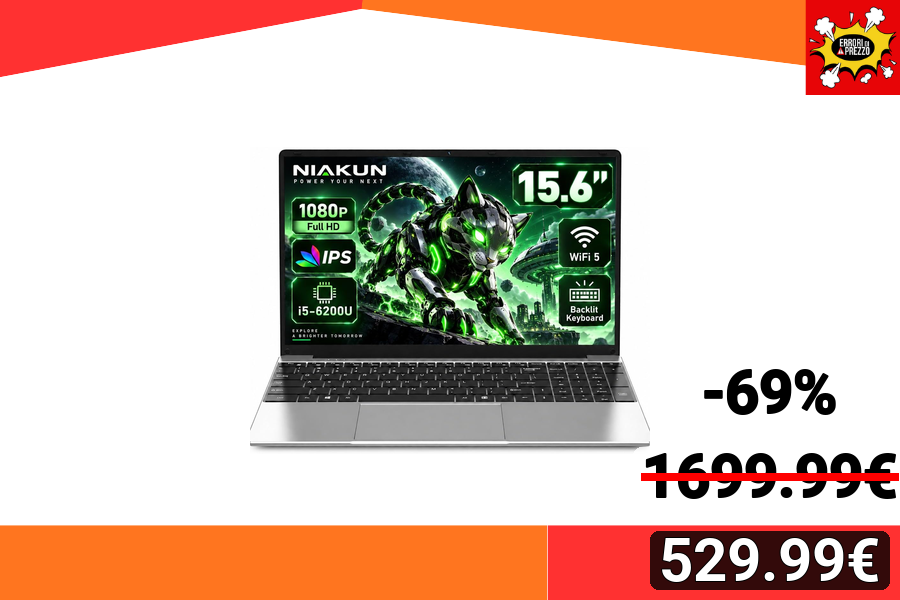 ERRORI DI
PREZZO
NIAKUN
POWER YOUR NEXT
15.6”
1080P
Full HD
IPS
WiFi 5
i5-6200U
Backlit
Keyboard
EXPLORE
A BRIGHTER TOMORROW
-69%
1699.99€
529.99€